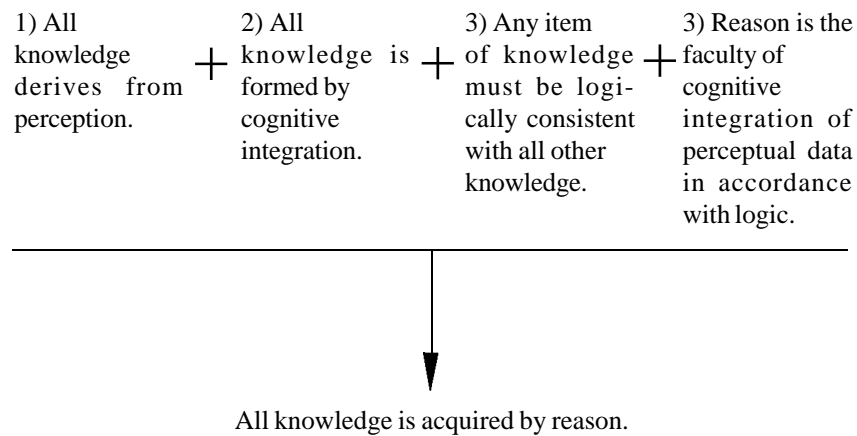 1) All
knowledge
derives from
perception.
+
2) All
knowledge is
formed by
cognitive
integration.
+
3) Any item
of knowledge
must be logi-
cally consistent
with all other
knowledge.
+
3) Reason is the
faculty of
cognitive
integration of
perceptual data
in accordance
with logic.
All knowledge is acquired by reason.